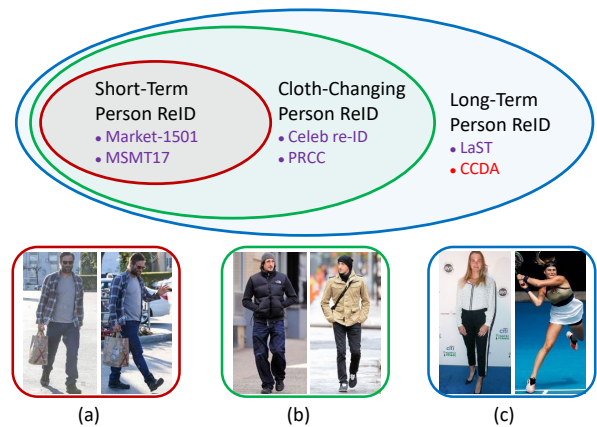 Short-Term
Person ReID
• Market-1501
• MSMT17
Cloth-Changing
Person ReID
• Celeb re-ID
• PRCC
Long-Term
Person ReID
• LaST
• CCDA
citi
(a)
(b)
(c)